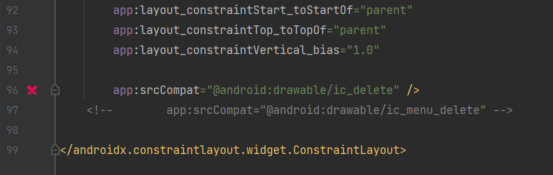 92 app:layout_constraintStart_toStartOf="parent"
93 app:layout_constraintTop_toTopOf="parent"
94 app:layout_constraintVertical_bias="1.0"
95
96 app:srcCompat="@android:drawable/ic_delete" />
97 <!-- app:srcCompat="@android:drawable/ic_menu_delete" -->
98
99 </androidx.constraintlayout.widget.ConstraintLayout>